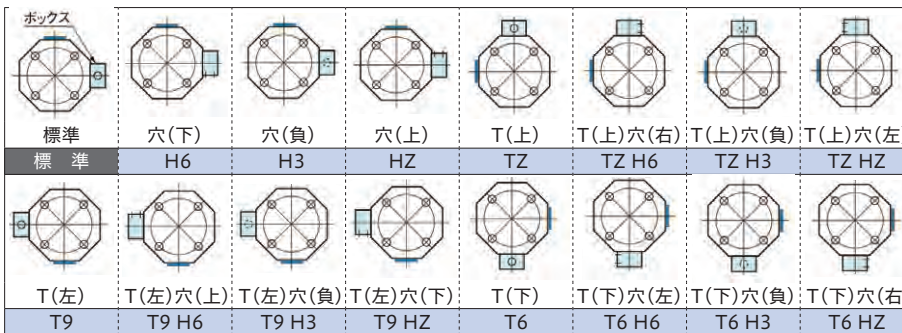 ボックス
標準 穴(下) 穴(負) 穴(上) T(上) T(上)穴(右) T(上)穴(負) T(上)穴(左
標 準 H6 H3 HZ TZ TZ H6 TZ H3 TZ HZ
T(左) T(左)穴(上) T(左)穴(負) T(左)穴(下) T(下) T(下)穴(左) T(下)穴(負) T(下)穴(右
T9 T9 H6 T9 H3 T9 HZ T6 T6 H6 T6 H3 T6 HZ